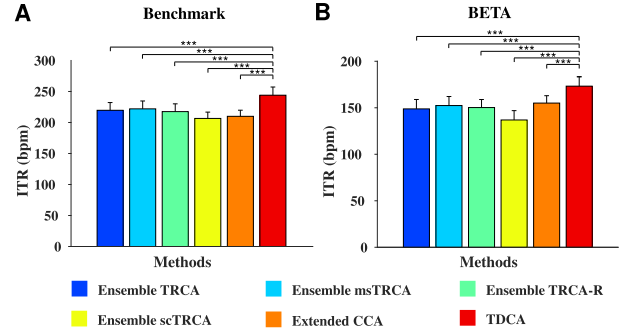 A
Benchmark
ITR (bpm)
300
250
200
150
100
50
0
***
***
***
***
***
Methods
B
BETA
ITR (bpm)
200
150
100
50
0
***
***
***
***
***
Methods
Ensemble TRCA
Ensemble msTRCA
Ensemble TRCA-R
Ensemble scTRCA
Extended CCA
TDCA